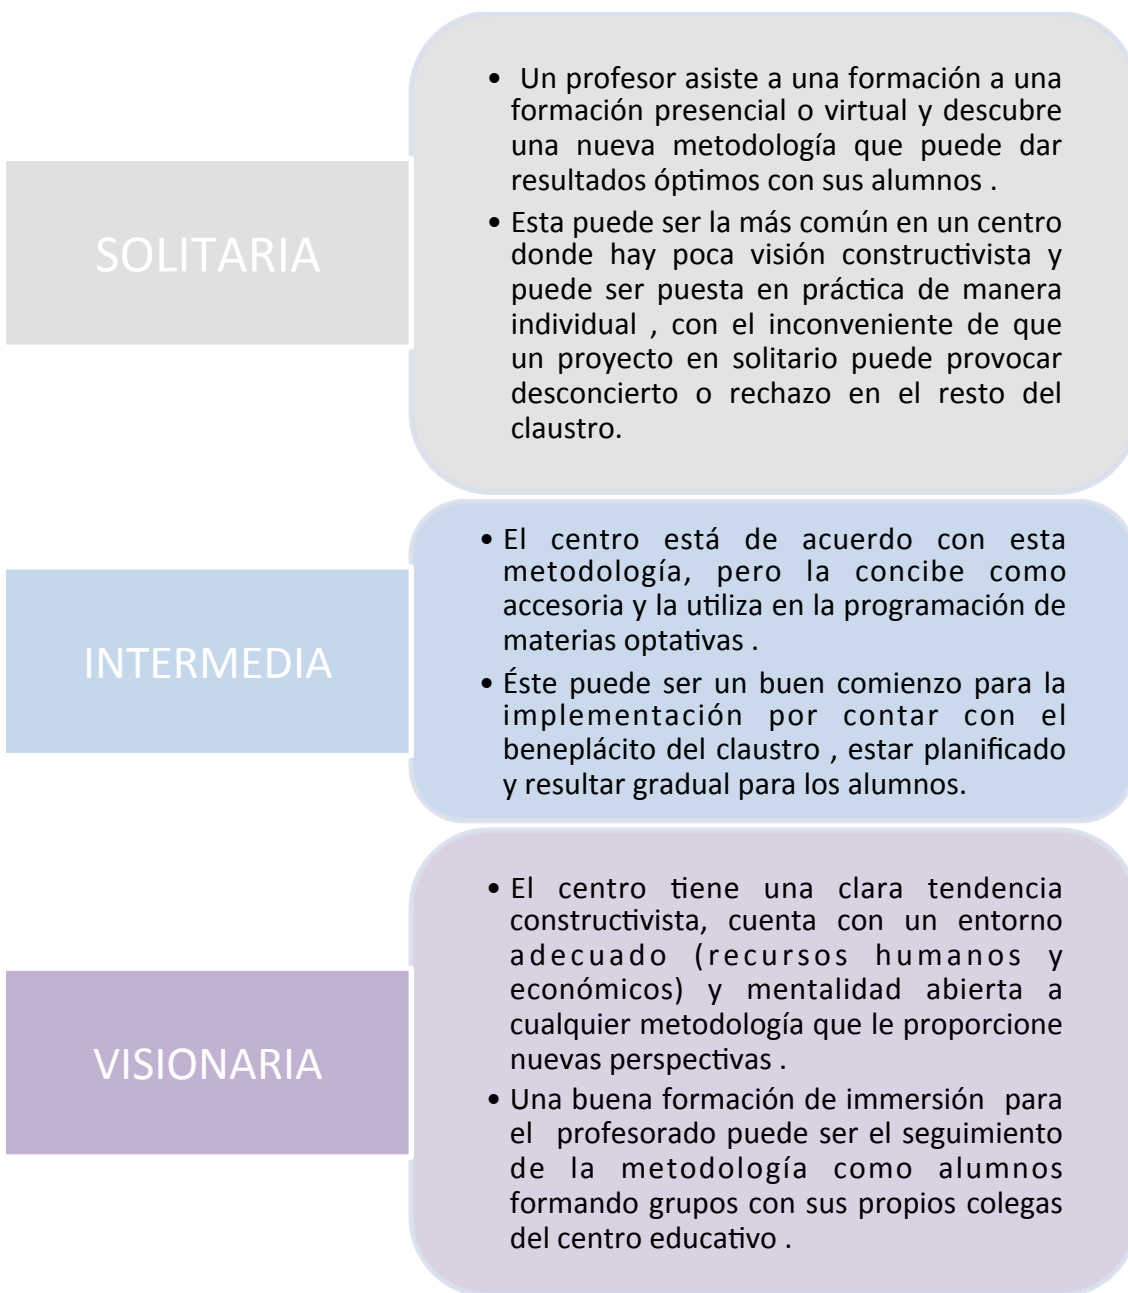 SOLITARIA
• Un profesor asiste a una formación a una
formación presencial o virtual y descubre
una nueva metodología que puede dar
resultados óptimos con sus alumnos .
• Esta puede ser la más común en un centro
donde hay poca visión constructivista y
puede ser puesta en práctica de manera
individual , con el inconveniente de que
un proyecto en solitario puede provocar
desconcierto o rechazo en el resto del
claustro.
INTERMEDIA
• El centro está de acuerdo con esta
metodología, pero la concibe como
accesoria y la utiliza en la programación de
materias optativas .
• Éste puede ser un buen comienzo para la
implementación por contar con el
beneplácito del claustro , estar planificado
y resultar gradual para los alumnos.
VISIONARIA
• El centro tiene una clara tendencia
constructivista, cuenta con un entorno
adecuado (recursos humanos y
económicos) y mentalidad abierta a
cualquier metodología que le proporcione
nuevas perspectivas .
• Una buena formación de immersión para
el profesorado puede ser el seguimiento
de la metodología como alumnos
formando grupos con sus propios colegas
del centro educativo .